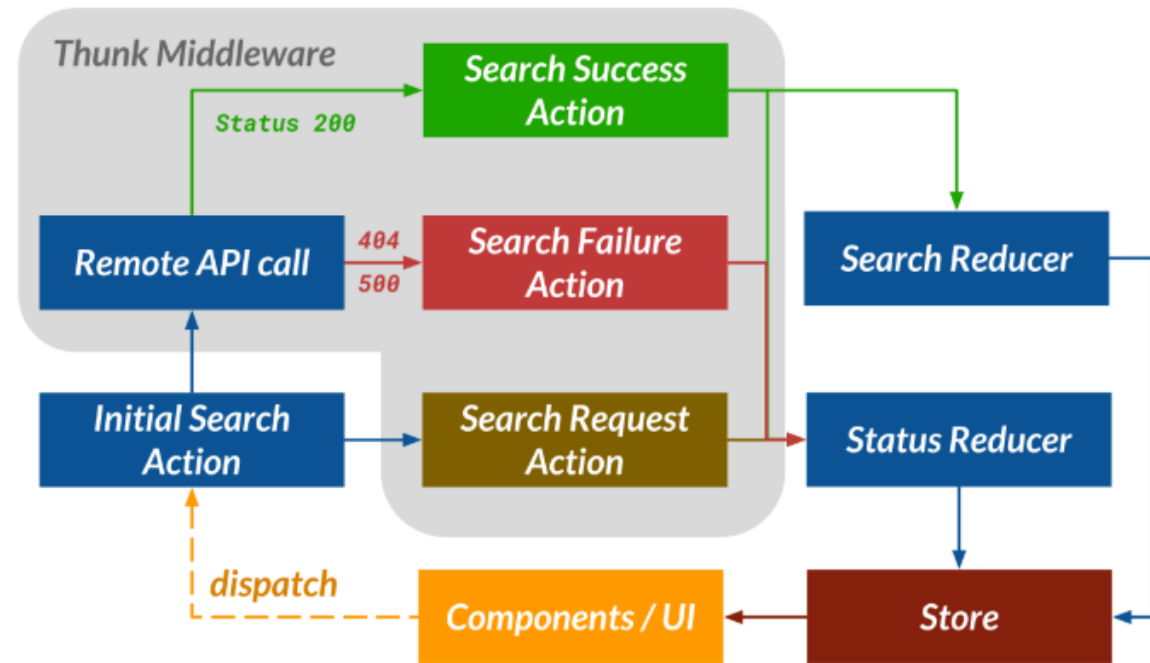 Thunk Middleware
Search Success
Action
Status 200
Remote API call
404
500
Search Failure
Action
Search Reducer
Initial Search
Action
Search Request
Action
Status Reducer
dispatch
Components / UI
Store